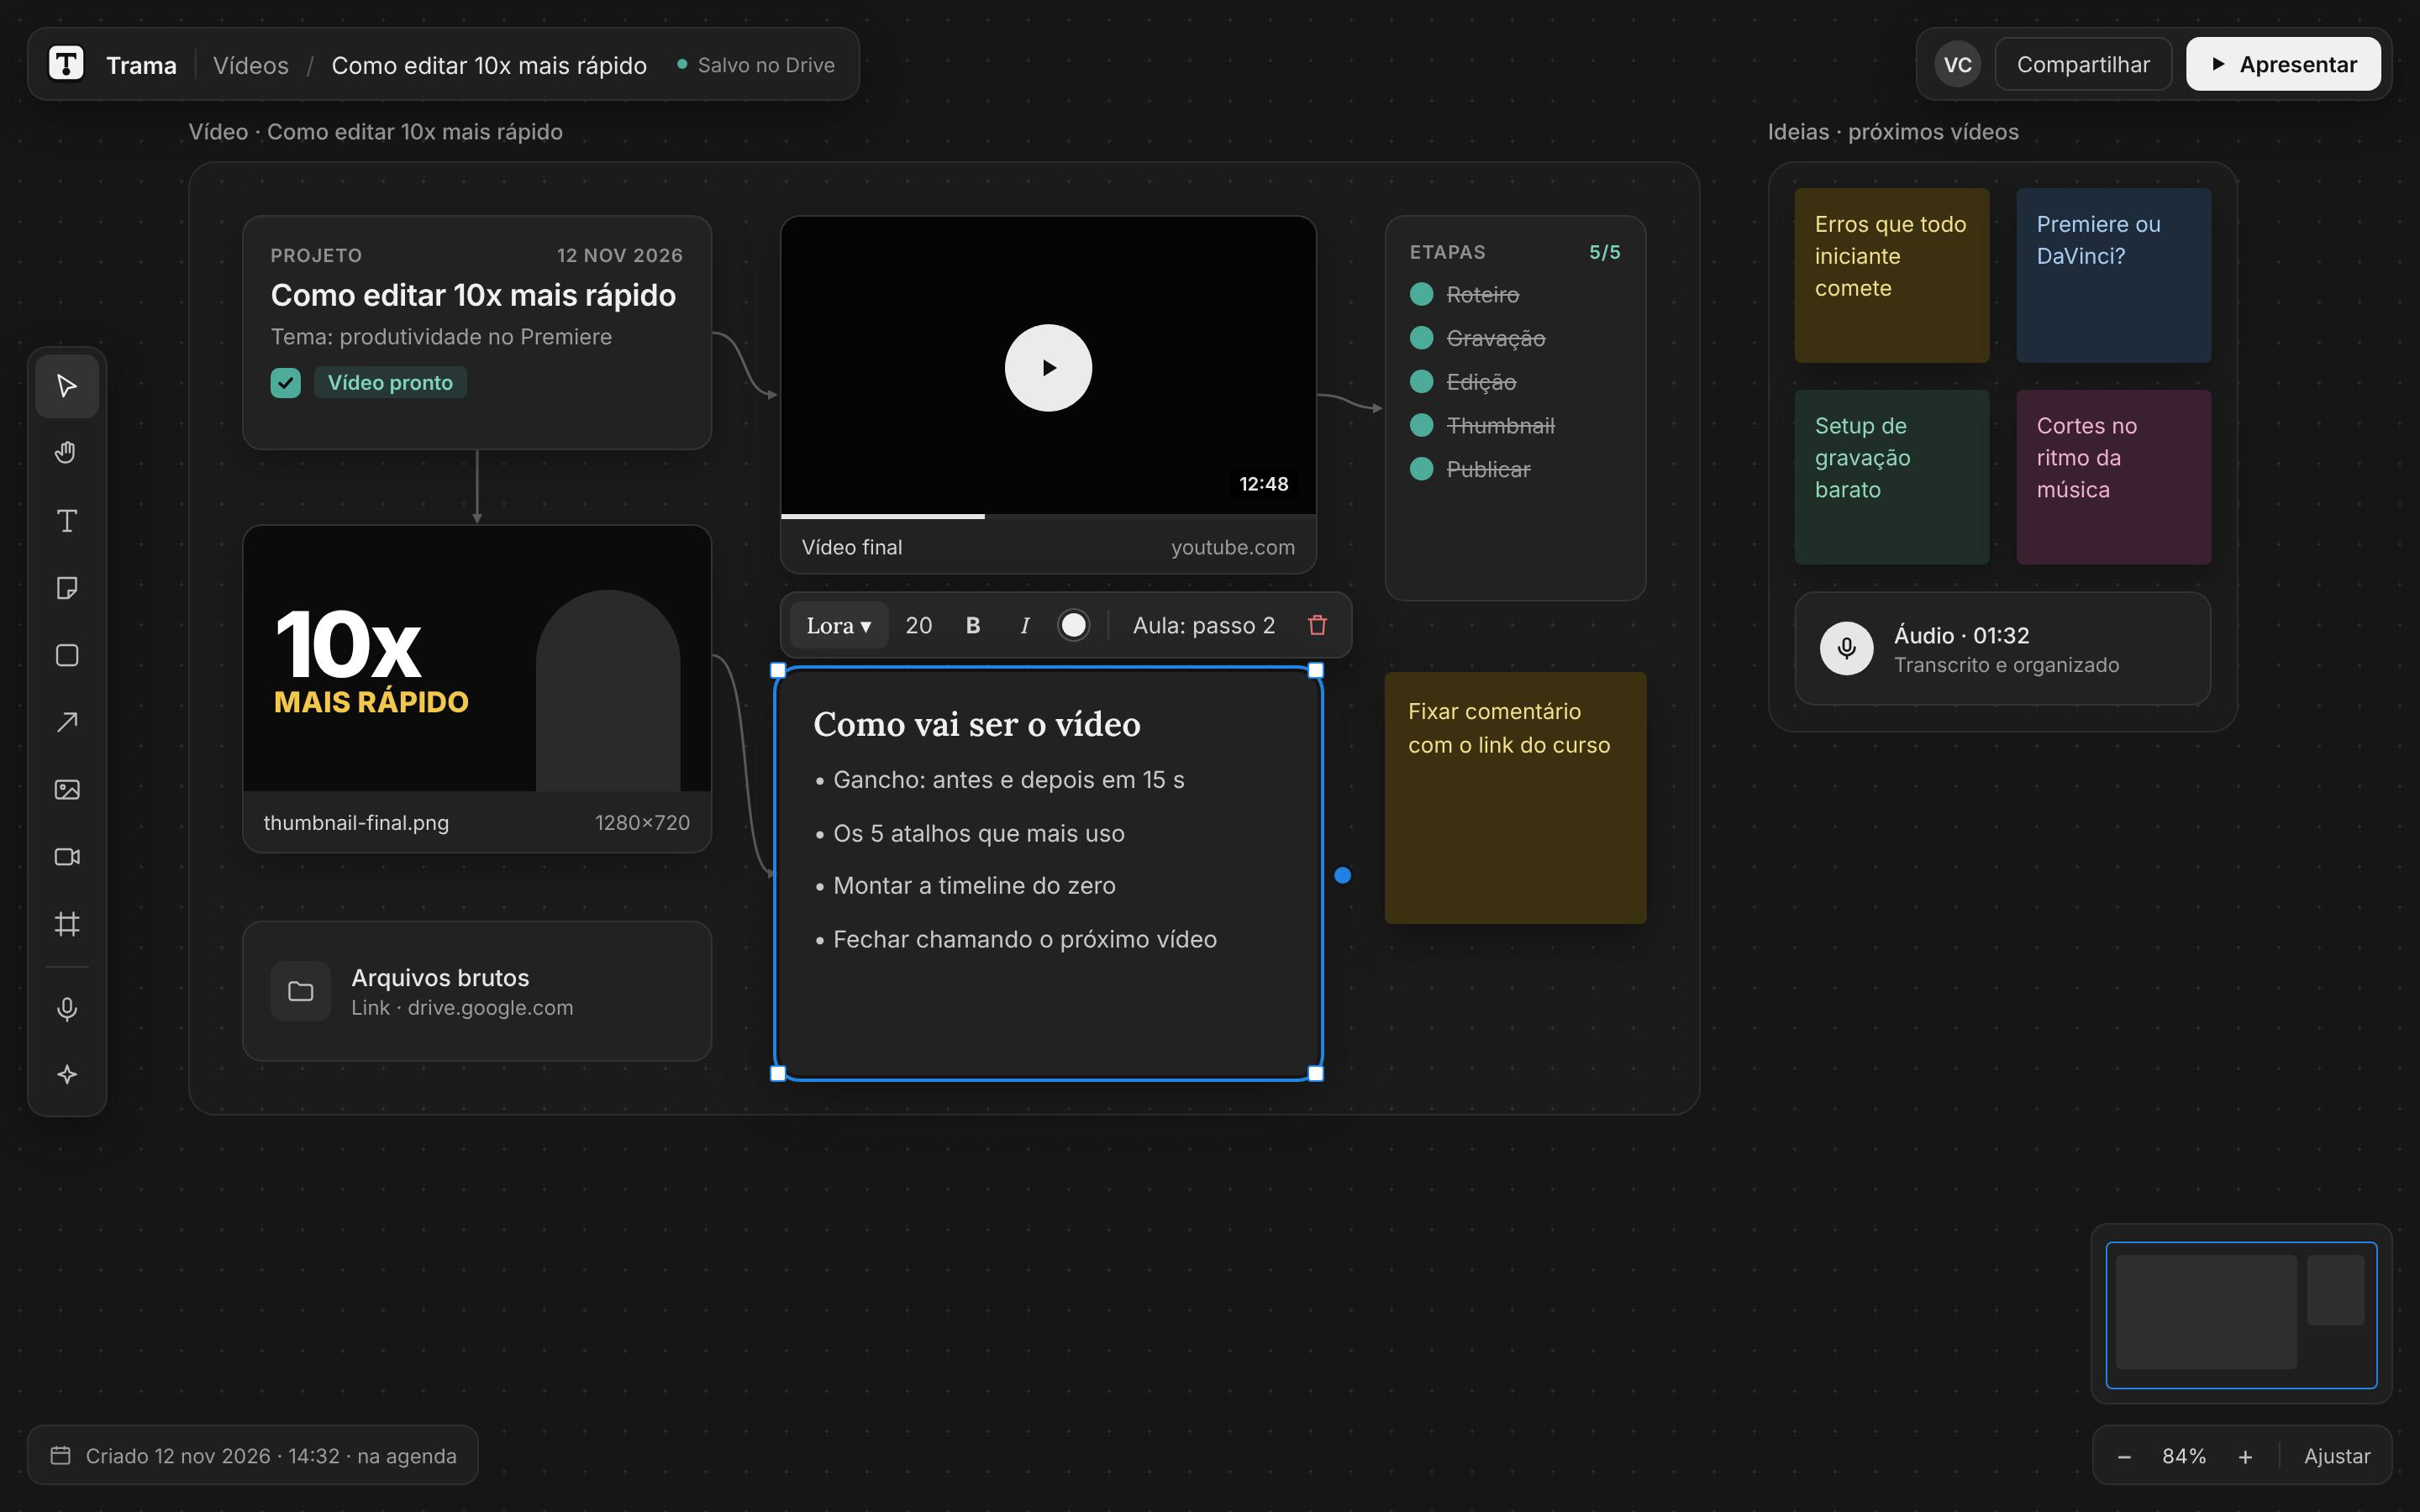 T Trama Vídeos / Como editar 10x mais rápido Salvo no Drive
VC Compartilhar Apresentar
Vídeo · Como editar 10x mais rápido
PROJETO 12 NOV 2026
Como editar 10x mais rápido
Tema: produtividade no Premiere
Vídeo pronto
10x
MAIS RÁPIDO
thumbnail-final.png 1280×720
Arquivos brutos
Link · drive.google.com
12:48
Vídeo final youtube.com
Lora ▾ 20 B I Aula: passo 2
Como vai ser o vídeo
• Gancho: antes e depois em 15 s
• Os 5 atalhos que mais uso
• Montar a timeline do zero
• Fechar chamando o próximo vídeo
ETAPAS 5/5
Roteiro
Gravação
Edição
Thumbnail
Publicar
Fixar comentário
com o link do curso
Ideias · próximos vídeos
Erros que todo
iniciante
comete
Premiere ou
DaVinci?
Setup de
gravação
barato
Cortes no
ritmo da
música
Áudio · 01:32
Transcrito e organizado
Criado 12 nov 2026 · 14:32 · na agenda
− 84% + Ajustar